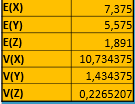 E(X) 7,375
E(Y) 5,575
E(Z) 1,891
V(X) 10,734375
V(Y) 1,434375
V(Z) 0,2265207